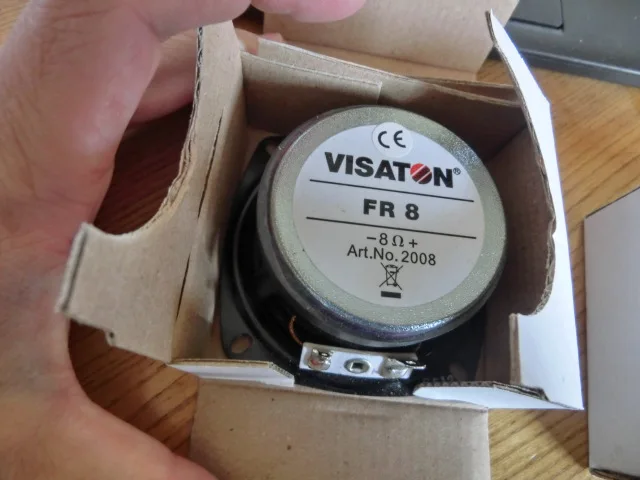 CE
VISATON®
FR 8
–8 Ω +
Art.No. 2008